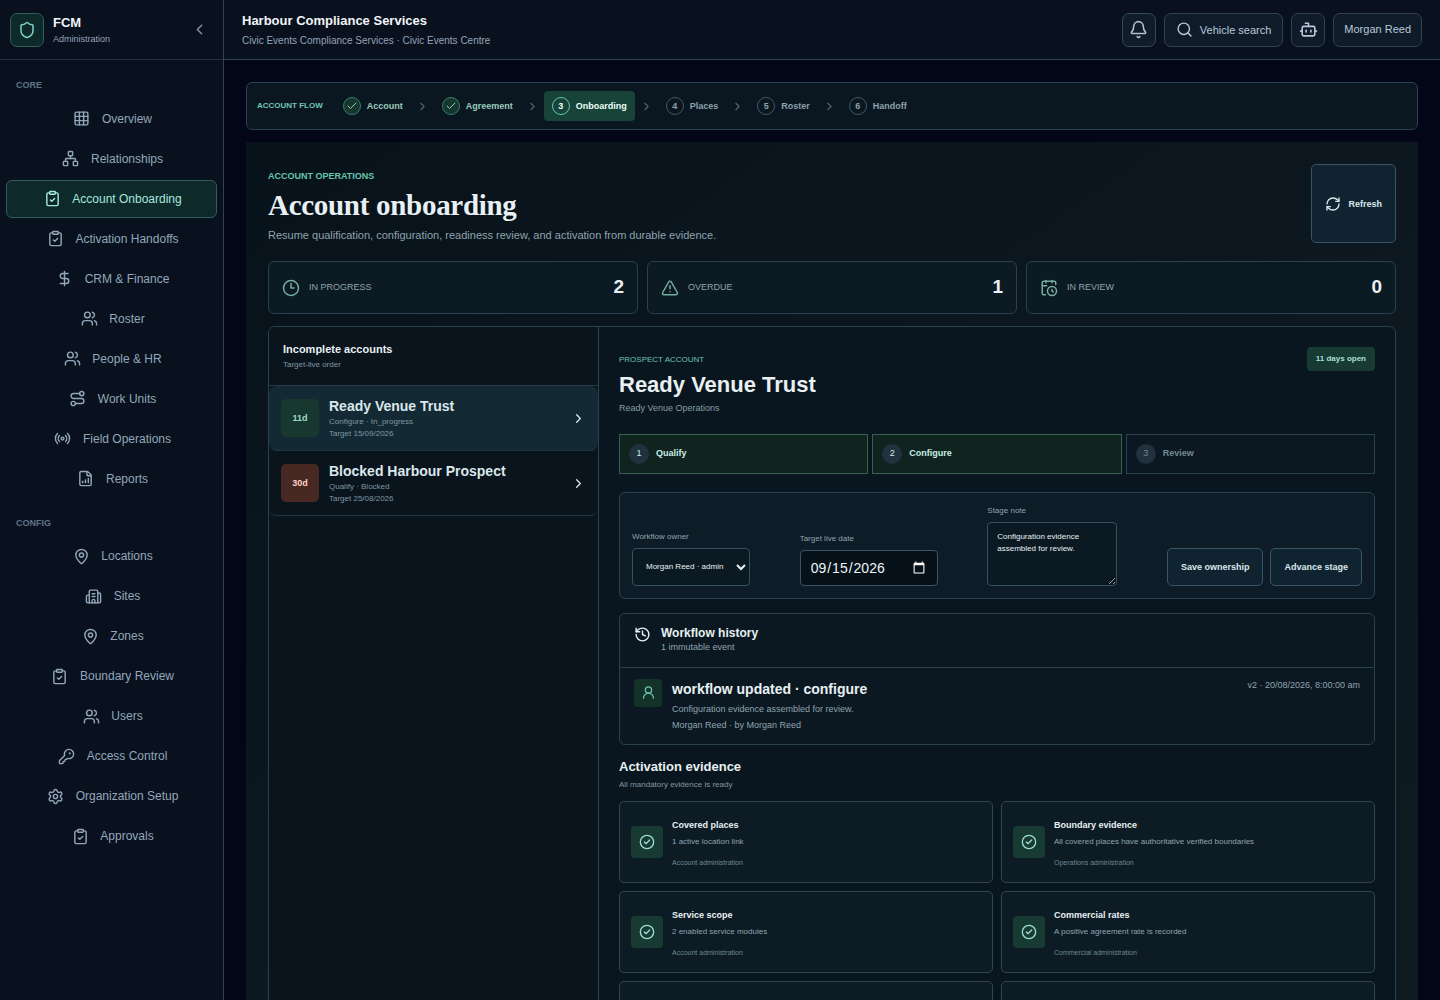 FCM
Administration
Harbour Compliance Services
Civic Events Compliance Services · Civic Events Centre
Vehicle search
Morgan Reed
CORE
Overview
Relationships
Account Onboarding
Activation Handoffs
CRM & Finance
Roster
People & HR
Work Units
Field Operations
Reports
CONFIG
Locations
Sites
Zones
Boundary Review
Users
Access Control
Organization Setup
Approvals
ACCOUNT FLOW
Account
Agreement
3 Onboarding
4 Places
5 Roster
6 Handoff
ACCOUNT OPERATIONS
Account onboarding
Resume qualification, configuration, readiness review, and activation from durable evidence.
Refresh
IN PROGRESS 2
OVERDUE 1
IN REVIEW 0
Incomplete accounts
Target-live order
11d
Ready Venue Trust
Configure · In_progress
Target 15/09/2026
30d
Blocked Harbour Prospect
Qualify · Blocked
Target 25/08/2026
PROSPECT ACCOUNT
11 days open
Ready Venue Trust
Ready Venue Operations
1 Qualify
2 Configure
3 Review
Workflow owner
Morgan Reed · admin
Target live date
09/15/2026
Stage note
Configuration evidence
assembled for review.
Save ownership
Advance stage
Workflow history
1 immutable event
workflow updated · configure
v2 · 20/08/2026, 8:00:00 am
Configuration evidence assembled for review.
Morgan Reed · by Morgan Reed
Activation evidence
All mandatory evidence is ready
Covered places
1 active location link
Account administration
Boundary evidence
All covered places have authoritative verified boundaries
Operations administration
Service scope
2 enabled service modules
Account administration
Commercial rates
A positive agreement rate is recorded
Commercial administration